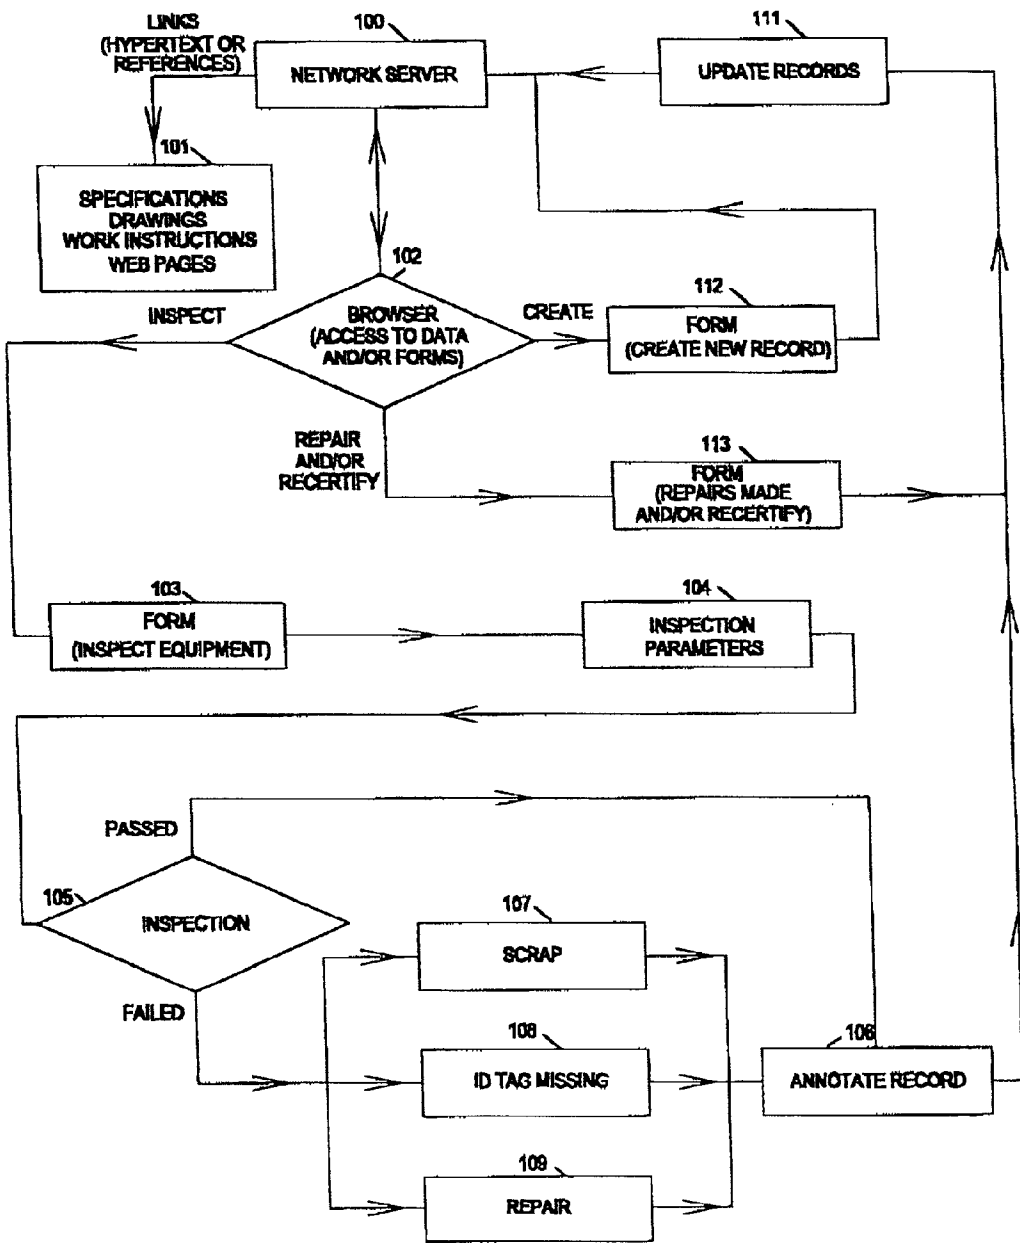 LINKS
(HYPERTEXT OR
REFERENCES)
100
NETWORK SERVER
111
UPDATE RECORDS
101
SPECIFICATIONS
DRAWINGS
WORK INSTRUCTIONS
WEB PAGES
102
BROWSER
(ACCESS TO DATA
AND/OR FORMS)
INSPECT
CREATE
112
FORM
(CREATE NEW RECORD)
REPAIR
AND/OR
RECERTIFY
113
FORM
(REPAIRS MADE
AND/OR RECERTIFY)
103
FORM
(INSPECT EQUIPMENT)
104
INSPECTION
PARAMETERS
PASSED
105
INSPECTION
FAILED
107
SCRAP
108
ID TAG MISSING
106
ANNOTATE RECORD
109
REPAIR